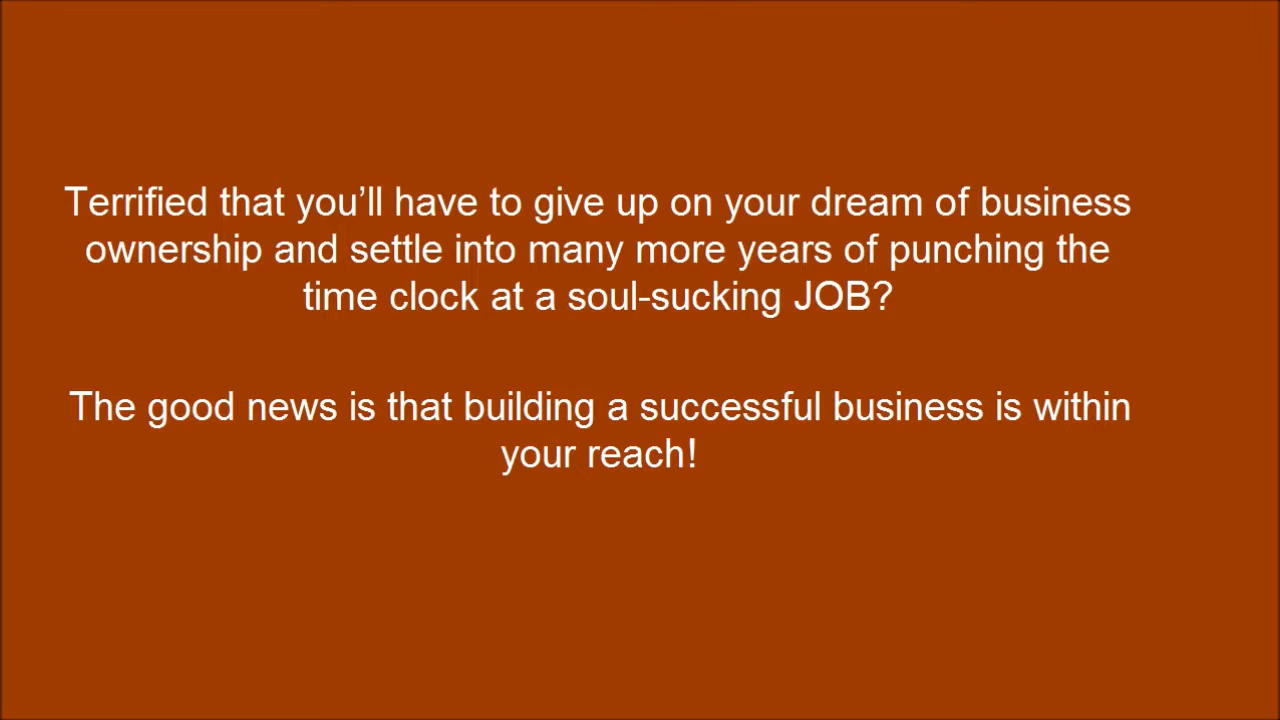 Terrified that you’ll have to give up on your dream of business
ownership and settle into many more years of punching the
time clock at a soul-sucking JOB?
The good news is that building a successful business is within
your reach!